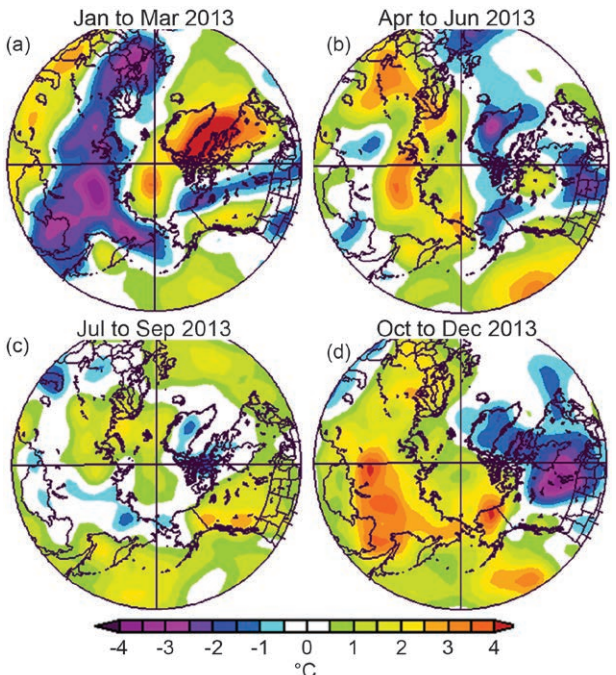 Jan to Mar 2013
Apr to Jun 2013
(a)
(b)
Jul to Sep 2013
Oct to Dec 2013
(c)
(d)
-4 -3 -2 -1 0 1 2 3 4
°C